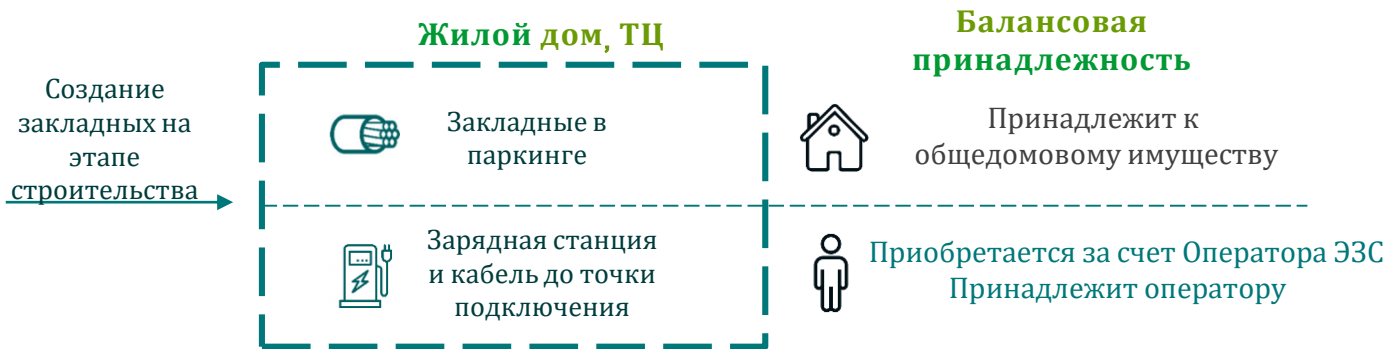 Жилой дом, ТЦ
Балансовая
принадлежность
Создание
закладных на
этапе
строительства
Закладные в
паркинге
Принадлежит к
общедомовому имуществу
Зарядная станция
и кабель до точки
подключения
Приобретается за счет Оператора ЭЗС
Принадлежит оператору